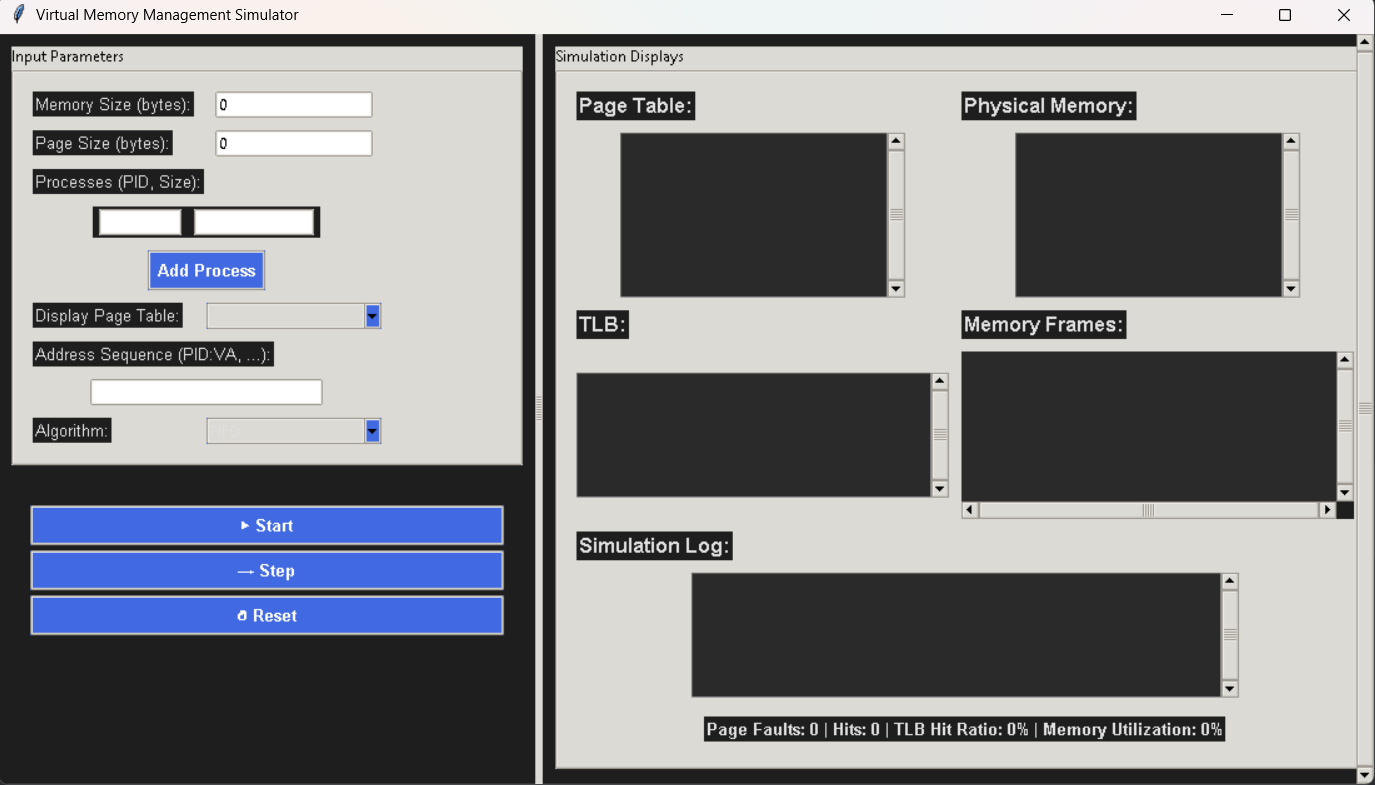 Virtual Memory Management Simulator
Input Parameters
Memory Size (bytes):
0
Page Size (bytes):
0
Processes (PID, Size):
Add Process
Display Page Table:
Address Sequence (PID:VA, ...):
Algorithm:
▶ Start
→ Step
Reset
Simulation Displays
Page Table:
Physical Memory:
TLB:
Memory Frames:
Simulation Log:
Page Faults: 0 | Hits: 0 | TLB Hit Ratio: 0% | Memory Utilization: 0%